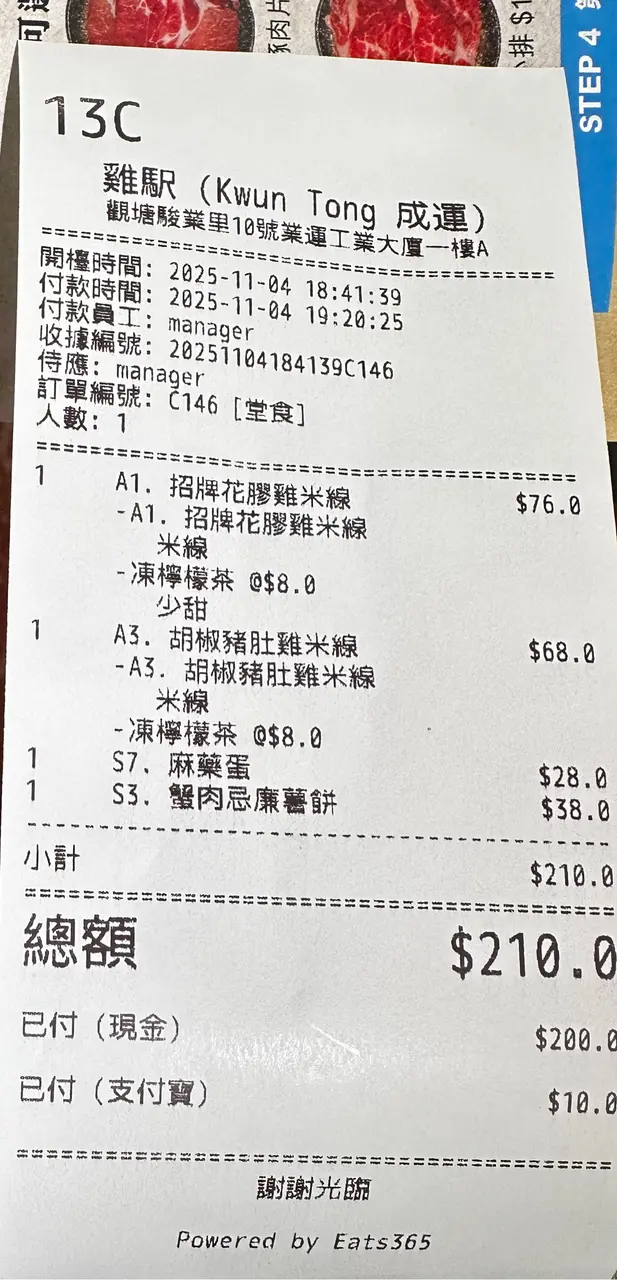 STEP 4
13C
雞駅 (Kwun Tong 成運)
觀塘駿業里10號業運工業大廈一樓A
開檯時間: 2025-11-04 18:41:39
付款時間: 2025-11-04 19:20:25
付款員工: manager
收據編號: 20251104184139C146
侍應: manager
訂單編號: C146 [堂食]
人數: 1
1 A1. 招牌花膠雞米線 $76.0
-A1. 招牌花膠雞米線
米線
-凍檸檬茶 @$8.0
少甜
1 A3. 胡椒豬肚雞米線 $68.0
-A3. 胡椒豬肚雞米線
米線
-凍檸檬茶 @$8.0
1 S7. 麻藥蛋 $28.0
1 S3. 蟹肉忌廉薯餅 $38.0
小計 $210.0
總額 $210.0
已付 (現金) $200.0
已付 (支付寶) $10.0
謝謝光臨
Powered by Eats365